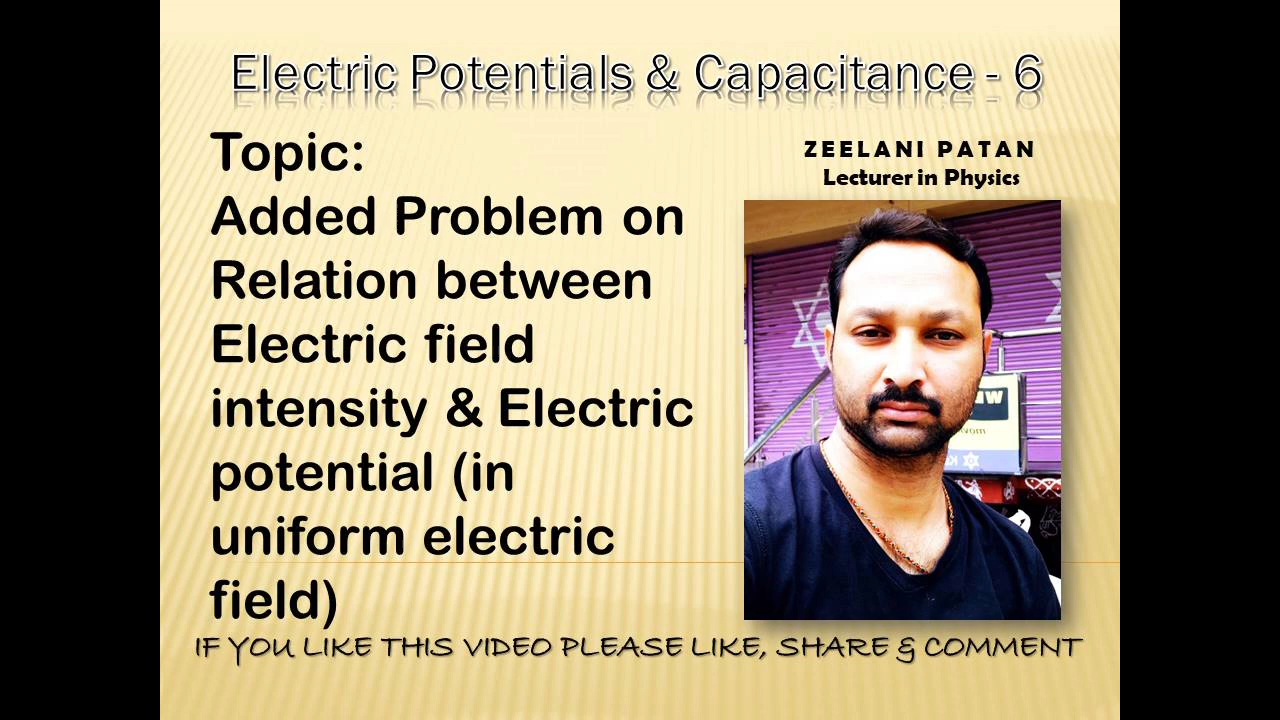 Electric Potentials & Capacitance - 6
Topic:
Added Problem on
Relation between
Electric field
intensity & Electric
potential (in
uniform electric
field)
ZEELANI PATAN
Lecturer in Physics
IF YOU LIKE THIS VIDEO PLEASE LIKE, SHARE & COMMENT